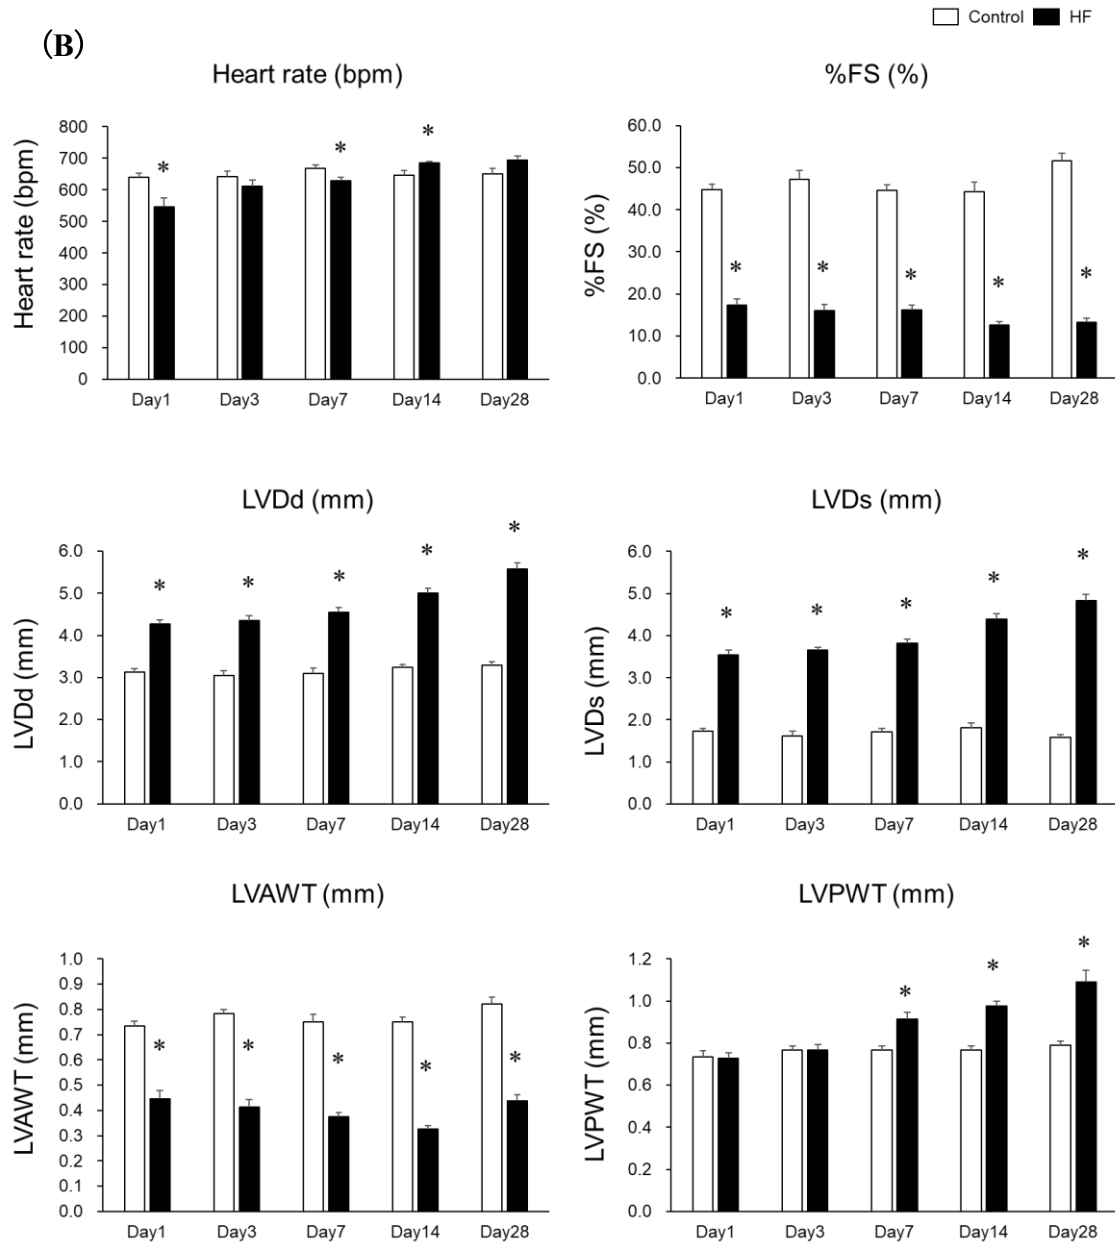 Control HF
(B)
Heart rate (bpm)
Heart rate (bpm)
800
700
600
500
400
300
200
100
0
* * *
Day1 Day3 Day7 Day14 Day28
%FS (%)
%FS (%)
60.0
50.0
40.0
30.0
20.0
10.0
0.0
* * * * *
Day1 Day3 Day7 Day14 Day28
LVDd (mm)
LVDd (mm)
6.0
5.0
4.0
3.0
2.0
1.0
0.0
* * * * *
Day1 Day3 Day7 Day14 Day28
LVDs (mm)
LVDs (mm)
6.0
5.0
4.0
3.0
2.0
1.0
0.0
* * * * *
Day1 Day3 Day7 Day14 Day28
LVAWT (mm)
LVAWT (mm)
1.0
0.9
0.8
0.7
0.6
0.5
0.4
0.3
0.2
0.1
0.0
* * * * *
Day1 Day3 Day7 Day14 Day28
LVPWT (mm)
LVPWT (mm)
1.2
1.0
0.8
0.6
0.4
0.2
0.0
* * *
Day1 Day3 Day7 Day14 Day28